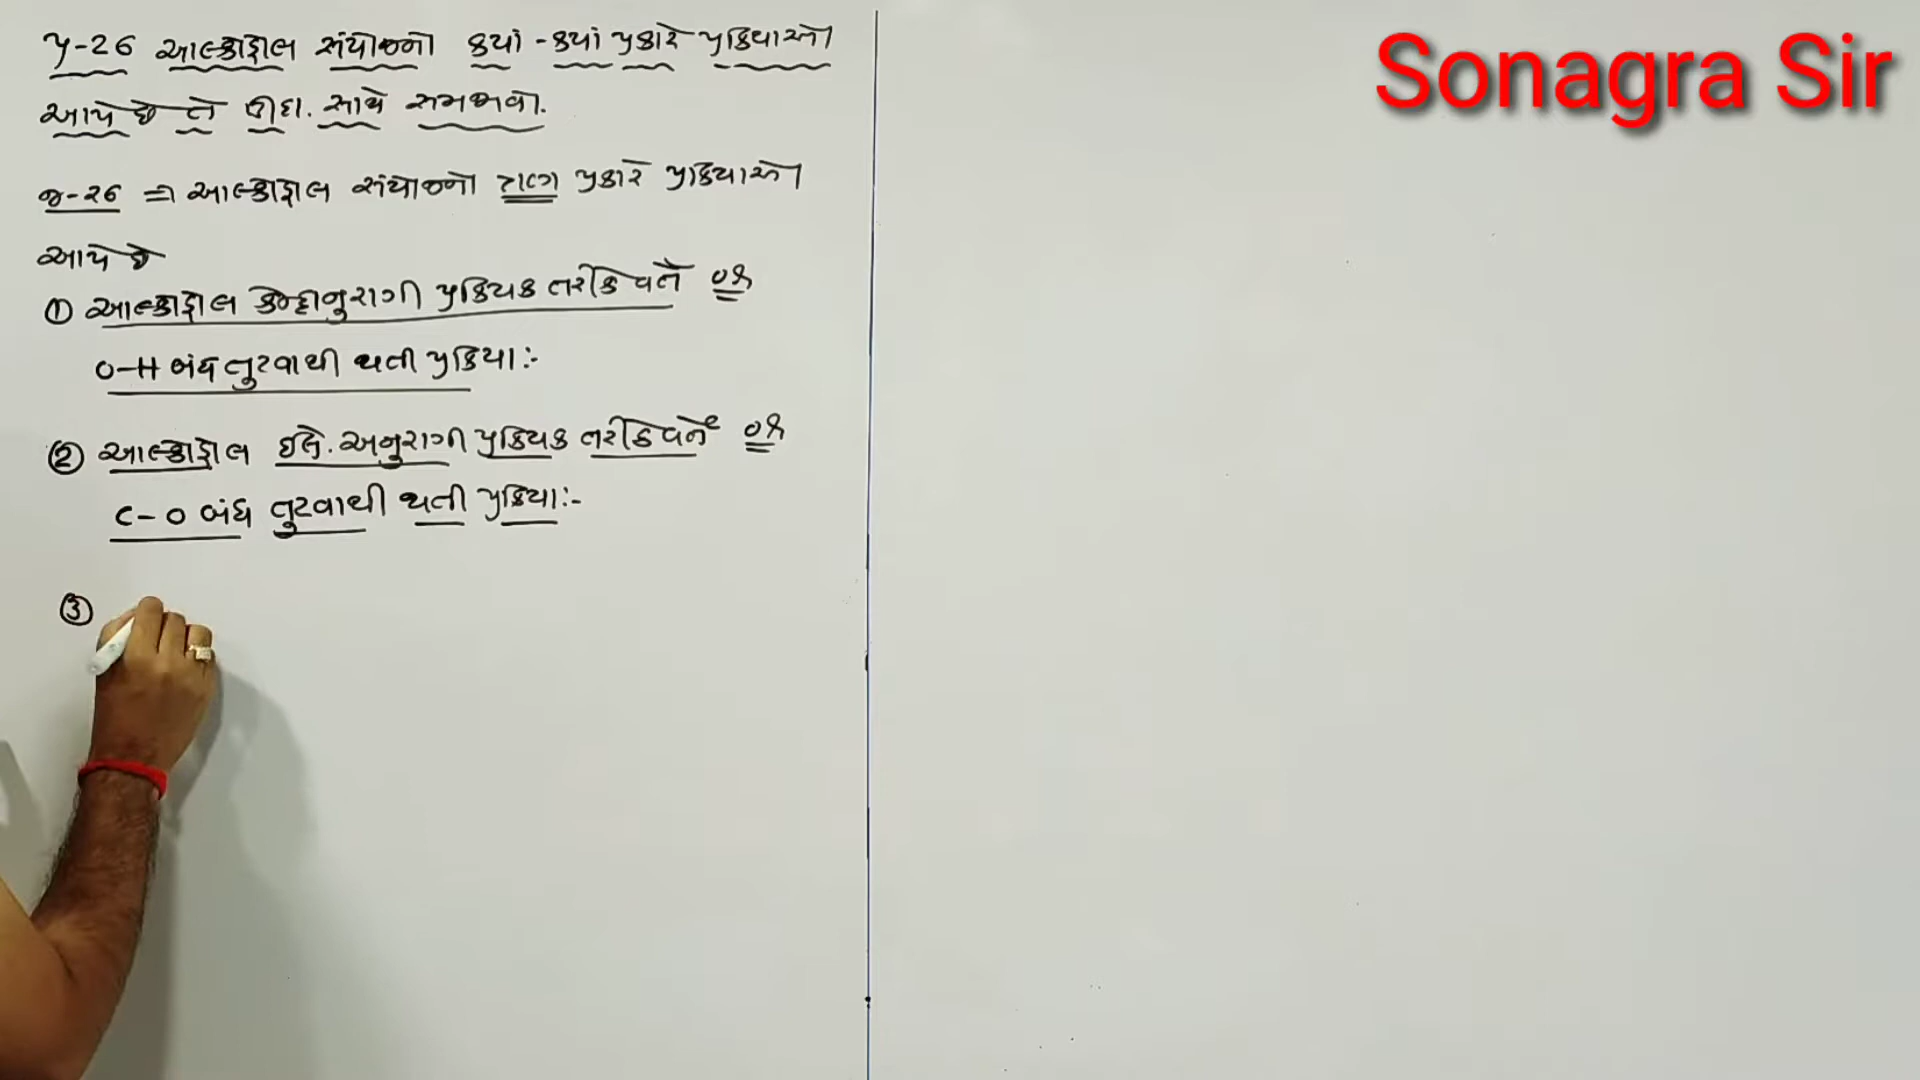 પ્ર-26 આલ્કોહોલ સંયોજનો કયાં-કયાં પ્રકારે પ્રક્રિયાઓ
આપે છે તે ઉદા. સાથે સમજાવો.
જ-26 ⇒ આલ્કોહોલ સંયોજનો ત્રણ પ્રકારે પ્રક્રિયાઓ
આપે છે
① આલ્કોહોલ કેન્દ્રાનુરાગી પ્રક્રિયક તરીકે વર્તે
O-H બંધ તુટવાથી થતી પ્રક્રિયા:-
② આલ્કોહોલ ઈલે. અનુરાગી પ્રક્રિયક તરીકે વર્તે
C-O બંધ તુટવાથી થતી પ્રક્રિયા:-
③
Sonagra Sir